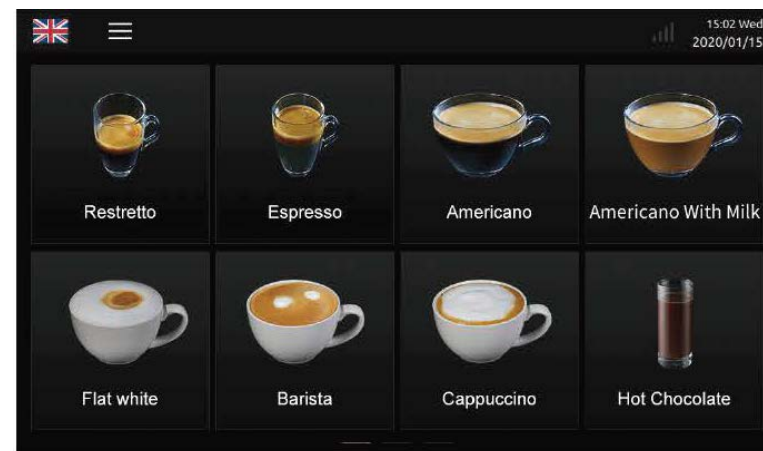 15:02 Wed
2020/01/15
Restretto
Espresso
Americano
Americano With Milk
Flat white
Barista
Cappuccino
Hot Chocolate